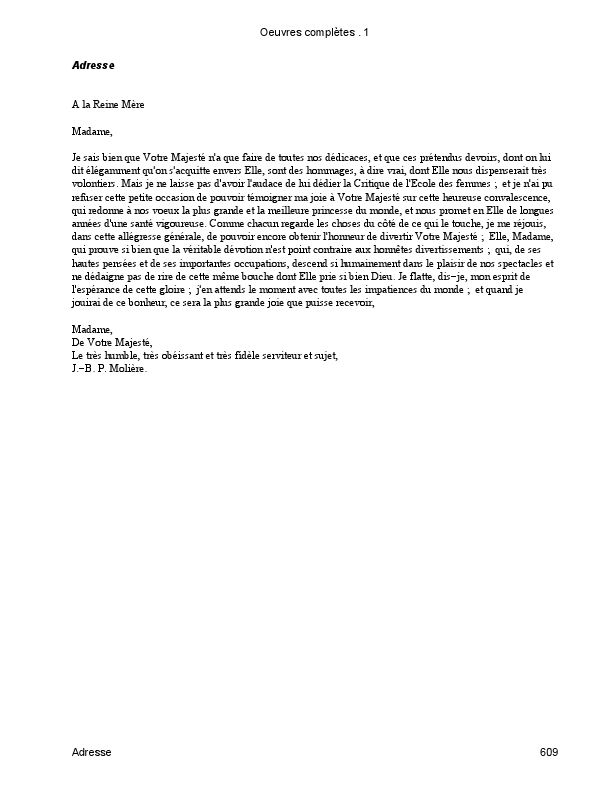 Oeuvres complètes . 1
Adresse
A la Reine Mère
Madame,
Je sais bien que Votre Majesté n'a que faire de toutes nos dédicaces, et que ces prétendus devoirs, dont on lui
dit élégamment qu'on s'acquitte envers Elle, sont des hommages, à dire vrai, dont Elle nous dispenserait très
volontiers. Mais je ne laisse pas d'avoir l'audace de lui dédier la Critique de l'Ecole des femmes ; et je n'ai pu
refuser cette petite occasion de pouvoir témoigner ma joie à Votre Majesté sur cette heureuse convalescence,
qui redonne à nos voeux la plus grande et la meilleure princesse du monde, et nous promet en Elle de longues
années d'une santé vigoureuse. Comme chacun regarde les choses du côté de ce qui le touche, je me réjouis,
dans cette allégresse générale, de pouvoir encore obtenir l'honneur de divertir Votre Majesté ; Elle, Madame,
qui prouve si bien que la véritable dévotion n'est point contraire aux honnêtes divertissements ; qui, de ses
hautes pensées et de ses importantes occupations, descend si humainement dans le plaisir de nos spectacles et
ne dédaigne pas de rire de cette même bouche dont Elle prie si bien Dieu. Je flatte, dis−je, mon esprit de
l'espérance de cette gloire ; j'en attends le moment avec toutes les impatiences du monde ; et quand je
jouirai de ce bonheur, ce sera la plus grande joie que puisse recevoir,
Madame,
De Votre Majesté,
Le très humble, très obéissant et très fidèle serviteur et sujet,
J.−B. P. Molière.
Adresse 609